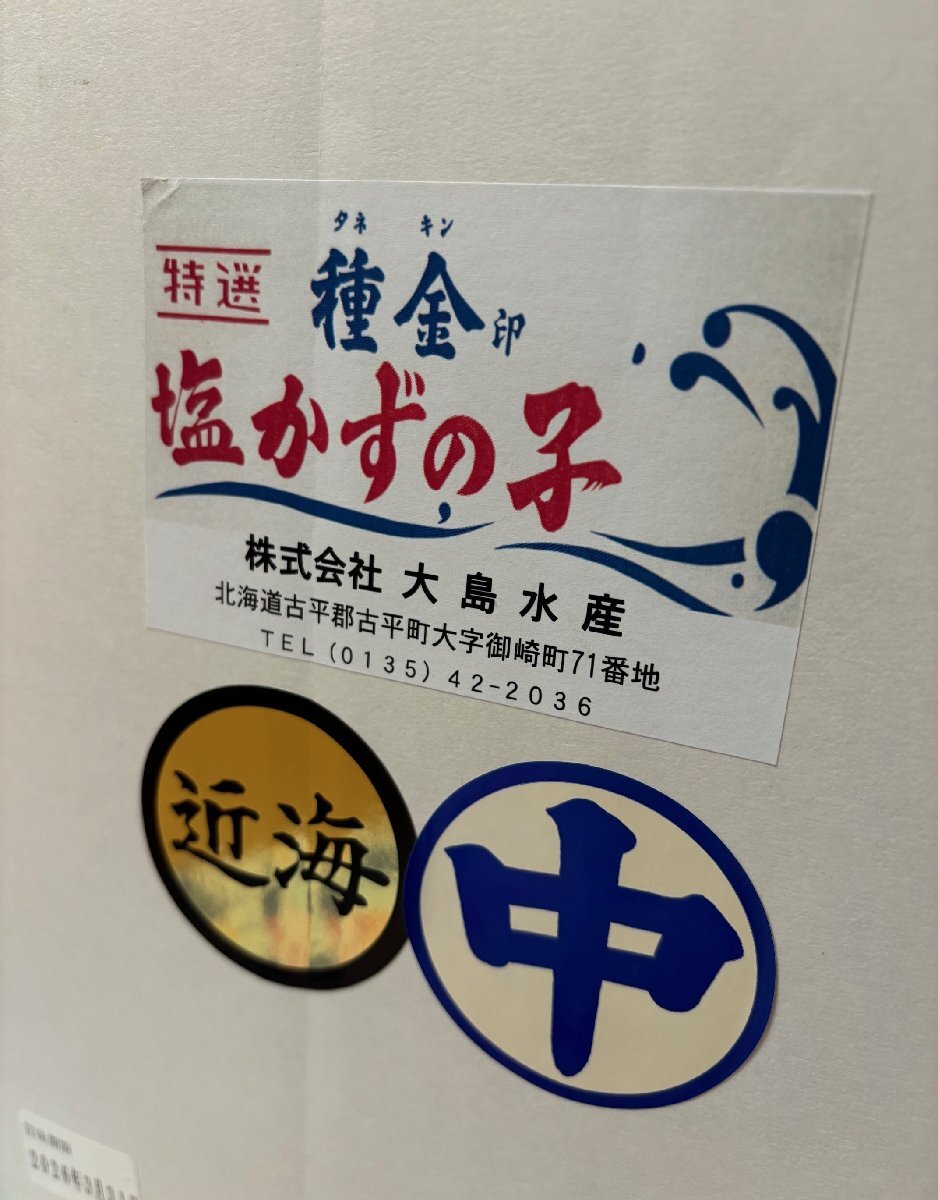 タネ キン
特選 種金印
塩かずの子
株式会社 大島水産
北海道古平郡古平町大字御崎町71番地
TEL (0135) 42-2036
近海
中